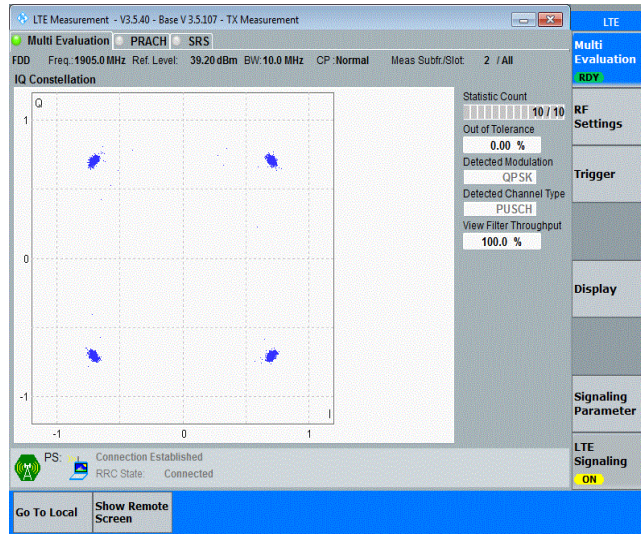 LTE Measurement - V3.5.40 - Base V 3.5.107 - TX Measurement
LTE
Multi Evaluation PRACH SRS
FDD Freq.:1905.0 MHz Ref. Level: 39.20 dBm BW:10.0 MHz CP :Normal Meas Subfr./Slot: 2 / All
IQ Constellation
Q
1
0
-1
-1 0 1
I
Statistic Count
10 / 10
Out of Tolerance
0.00 %
Detected Modulation
QPSK
Detected Channel Type
PUSCH
View Filter Throughput
100.0 %
PS: Connection Established
RRC State: Connected
Multi
Evaluation
RDY
RF
Settings
Trigger
Display
Signaling
Parameter
LTE
Signaling
ON
Go To Local
Show Remote
Screen